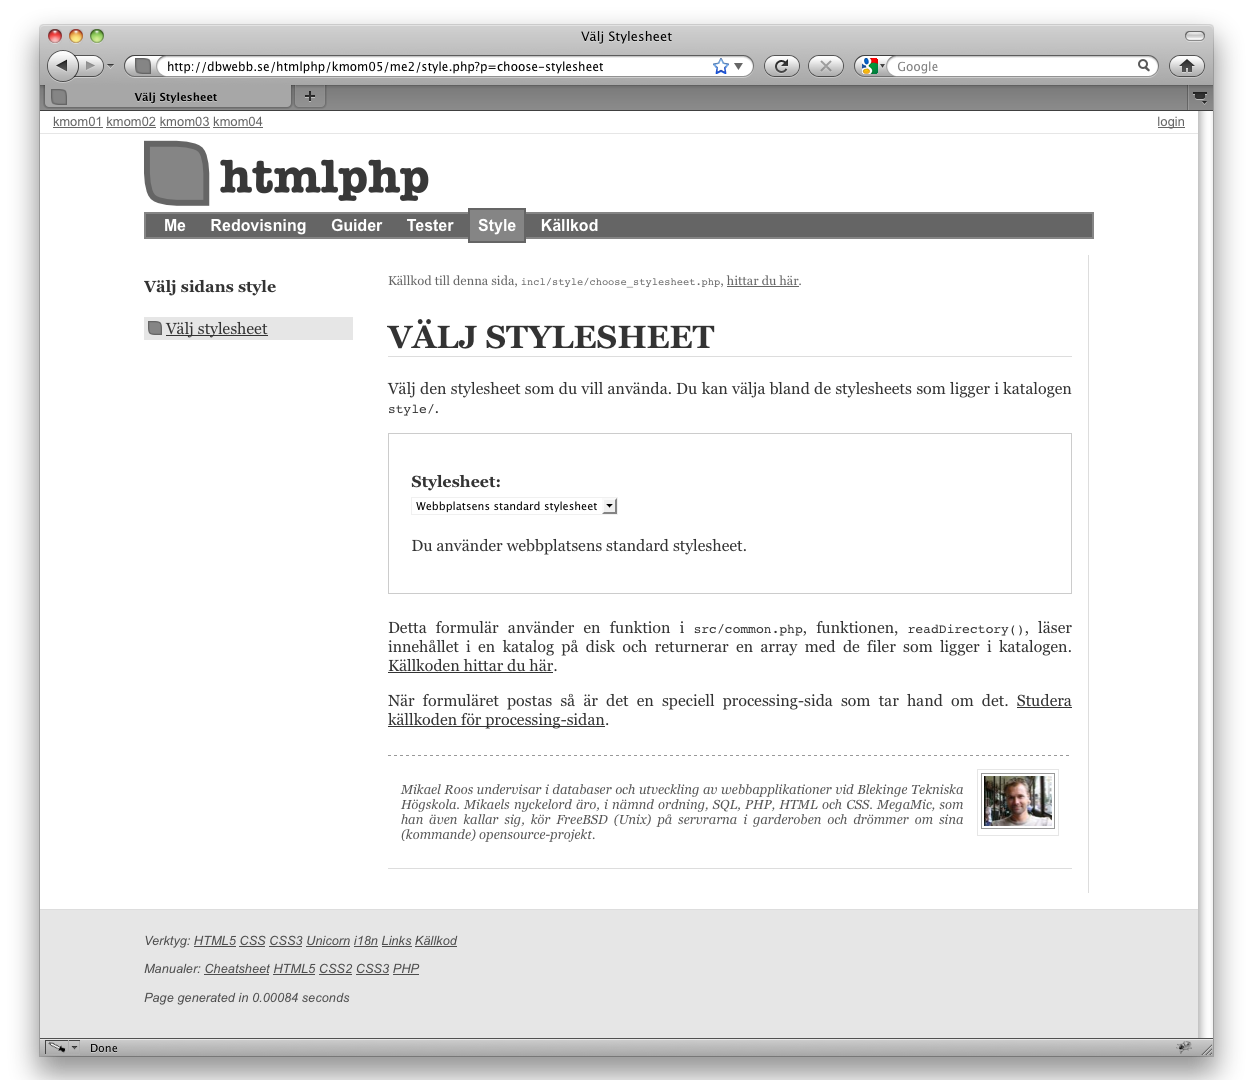 Välj Stylesheet
http://dbwebb.se/htmlphp/kmom05/me2/style.php?p=choose-stylesheet
Google
Välj Stylesheet
kmom01 kmom02 kmom03 kmom04
login
htmlphp
Me Redovisning Guider Tester Style Källkod
Välj sidans style
Välj stylesheet
Källkod till denna sida, incl/style/choose_stylesheet.php, hittar du här.
VÄLJ STYLESHEET
Välj den stylesheet som du vill använda. Du kan välja bland de stylesheets som ligger i katalogen
style/.
Stylesheet:
Webbplatsens standard stylesheet
Du använder webbplatsens standard stylesheet.
Detta formulär använder en funktion i src/common.php, funktionen, readDirectory(), läser
innehållet i en katalog på disk och returnerar en array med de filer som ligger i katalogen.
Källkoden hittar du här.
När formuläret postas så är det en speciell processing-sida som tar hand om det. Studera
källkoden för processing-sidan.
Mikael Roos undervisar i databaser och utveckling av webbapplikationer vid Blekinge Tekniska
Högskola. Mikaels nyckelord äro, i nämnd ordning, SQL, PHP, HTML och CSS. MegaMic, som
han även kallar sig, kör FreeBSD (Unix) på servrarna i garderoben och drömmer om sina
(kommande) opensource-projekt.
Verktyg: HTML5 CSS CSS3 Unicorn i18n Links Källkod
Manualer: Cheatsheet HTML5 CSS2 CSS3 PHP
Page generated in 0.00084 seconds
Done